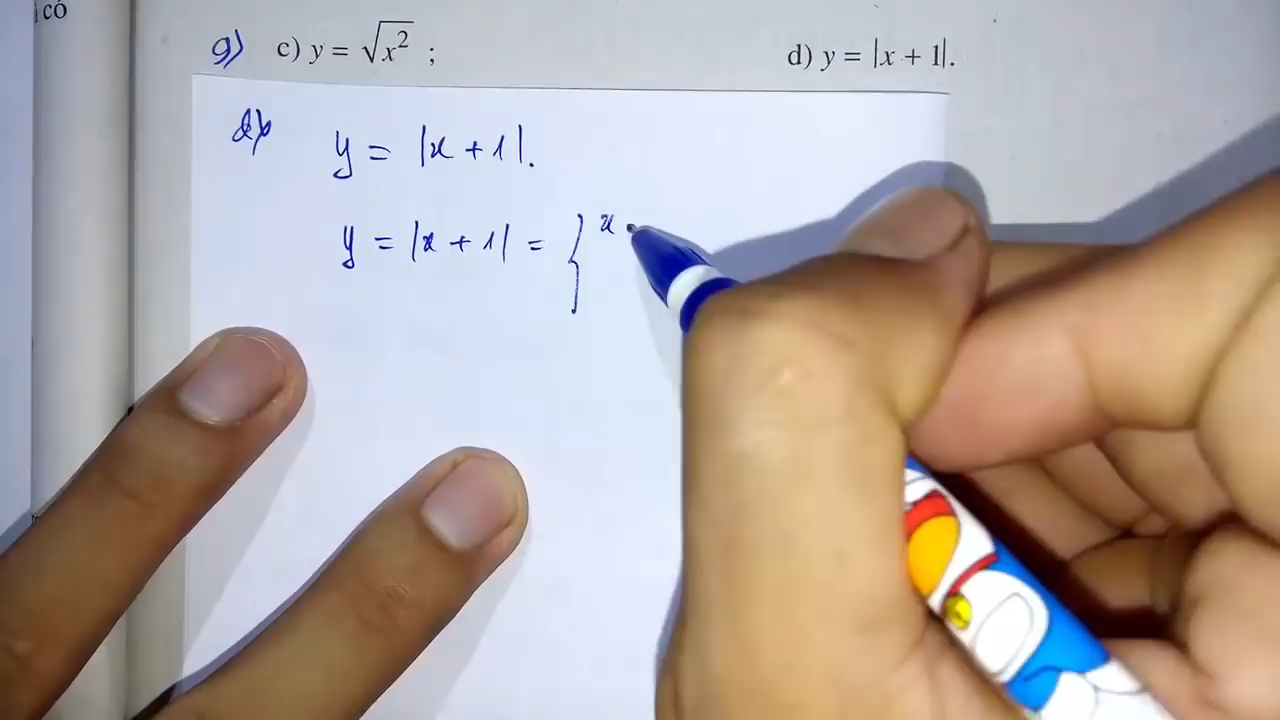 có
g) c) y = √x² ;
d) y = |x + 1|.
d)
y = |x + 1|.
y = |x + 1| = { x